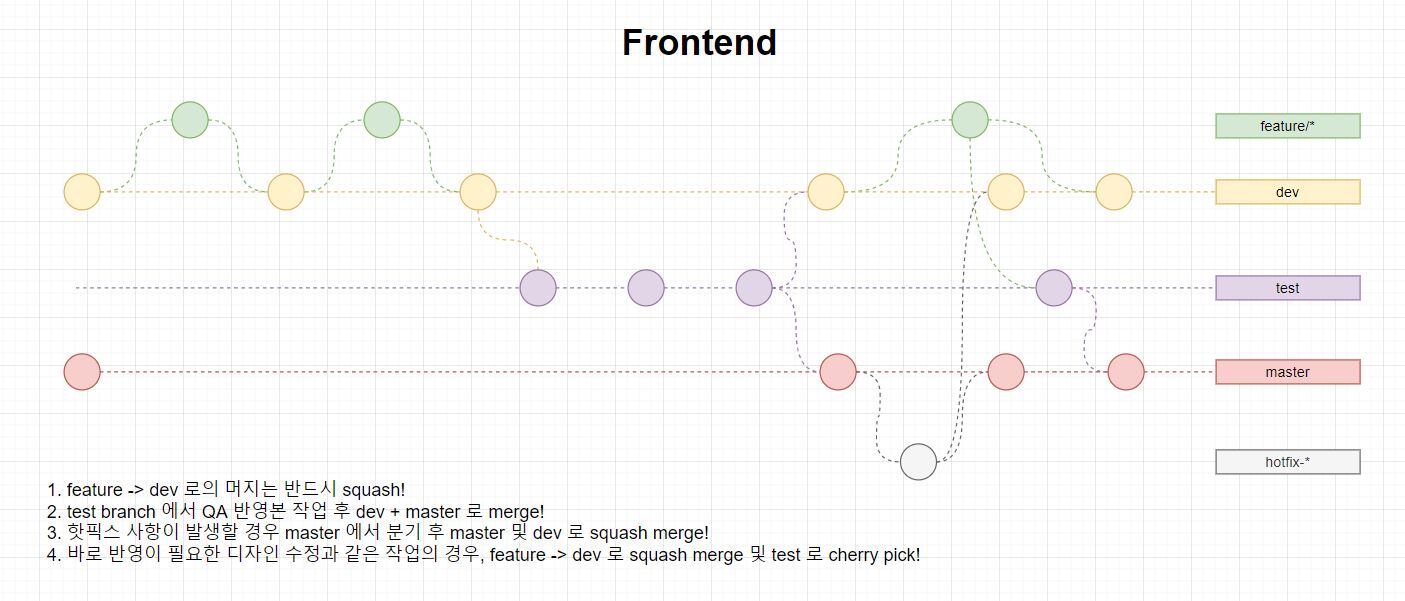 Frontend
feature/*
dev
test
master
hotfix-*
1. feature -> dev 로의 머지는 반드시 squash!
2. test branch 에서 QA 반영본 작업 후 dev + master 로 merge!
3. 핫픽스 사항이 발생할 경우 master 에서 분기 후 master 및 dev 로 squash merge!
4. 바로 반영이 필요한 디자인 수정과 같은 작업의 경우, feature -> dev 로 squash merge 및 test 로 cherry pick!